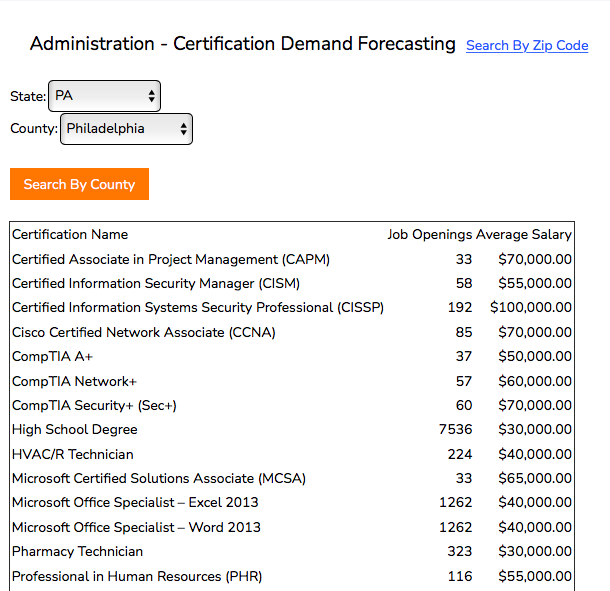 Administration - Certification Demand Forecasting Search By Zip Code
State: PA
County: Philadelphia
Search By County
Certification Name Job Openings Average Salary
Certified Associate in Project Management (CAPM) 33 $70,000.00
Certified Information Security Manager (CISM) 58 $55,000.00
Certified Information Systems Security Professional (CISSP) 192 $100,000.00
Cisco Certified Network Associate (CCNA) 85 $70,000.00
CompTIA A+ 37 $50,000.00
CompTIA Network+ 57 $60,000.00
CompTIA Security+ (Sec+) 60 $70,000.00
High School Degree 7536 $30,000.00
HVAC/R Technician 224 $40,000.00
Microsoft Certified Solutions Associate (MCSA) 33 $65,000.00
Microsoft Office Specialist – Excel 2013 1262 $40,000.00
Microsoft Office Specialist – Word 2013 1262 $40,000.00
Pharmacy Technician 323 $30,000.00
Professional in Human Resources (PHR) 116 $55,000.00